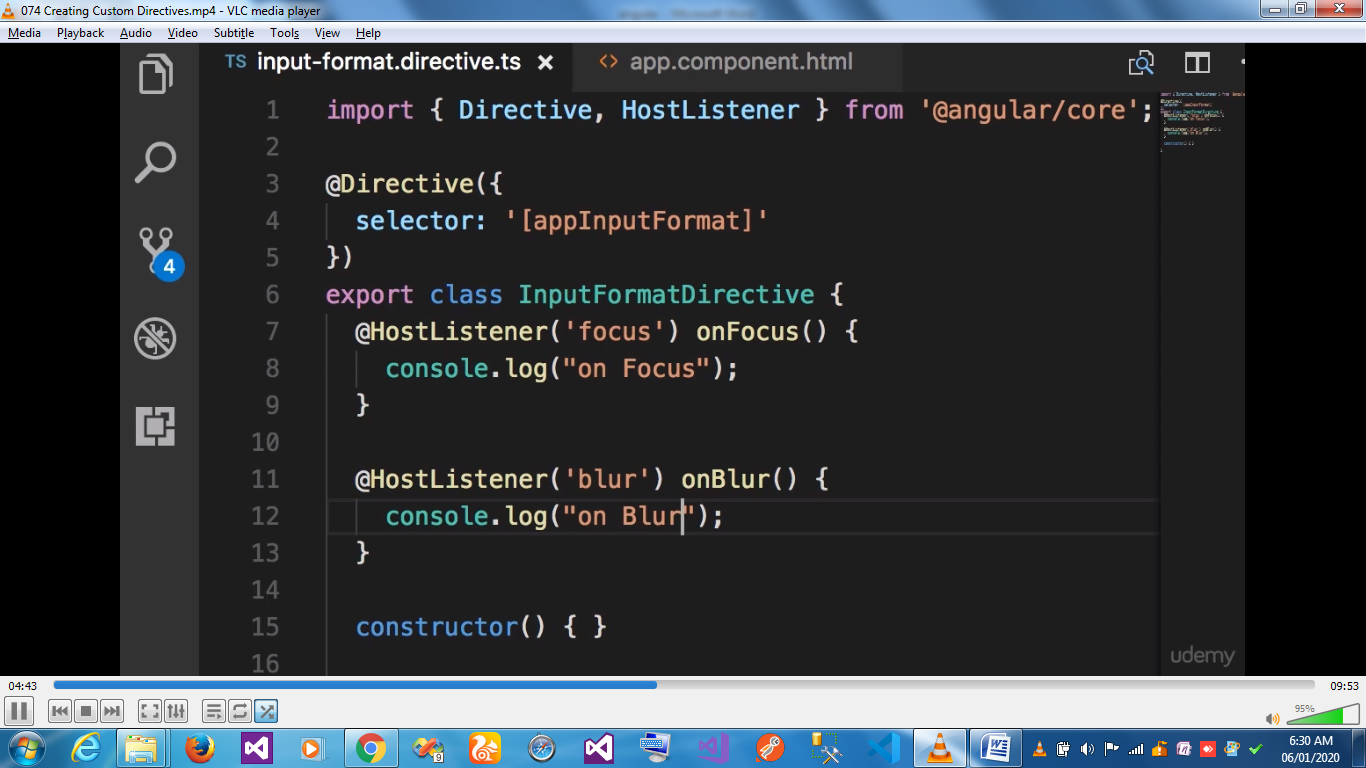 074 Creating Custom Directives.mp4 - VLC media player
Media Playback Audio Video Subtitle Tools View Help
TS input-format.directive.ts × <> app.component.html
1 import { Directive, HostListener } from '@angular/core';
2
3 @Directive({
4 selector: '[appInputFormat]'
5 })
6 export class InputFormatDirective {
7 @HostListener('focus') onFocus() {
8 console.log("on Focus");
9 }
10
11 @HostListener('blur') onBlur() {
12 console.log("on Blur");
13 }
14
15 constructor() { }
16
4
udemy
04:43 09:53
95%
6:30 AM
06/01/2020